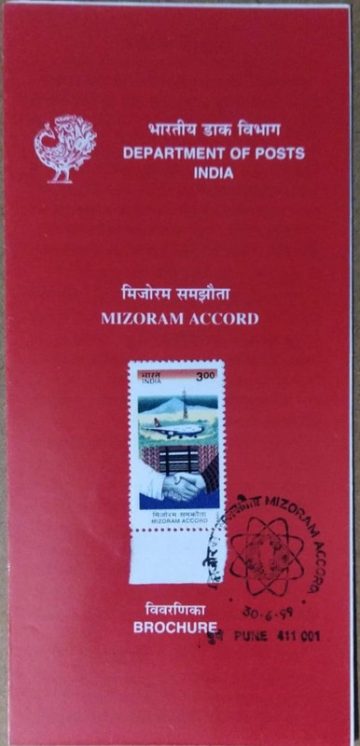 भारतीय डाक विभाग
DEPARTMENT OF POSTS
INDIA
मिजोरम समझौता
MIZORAM ACCORD
भारत 3.00
INDIA
मिजोरम समझौता
MIZORAM ACCORD
MIZORAM ACCORD
30-6-99
पुणे PUNE 411 001
विवरणिका
BROCHURE